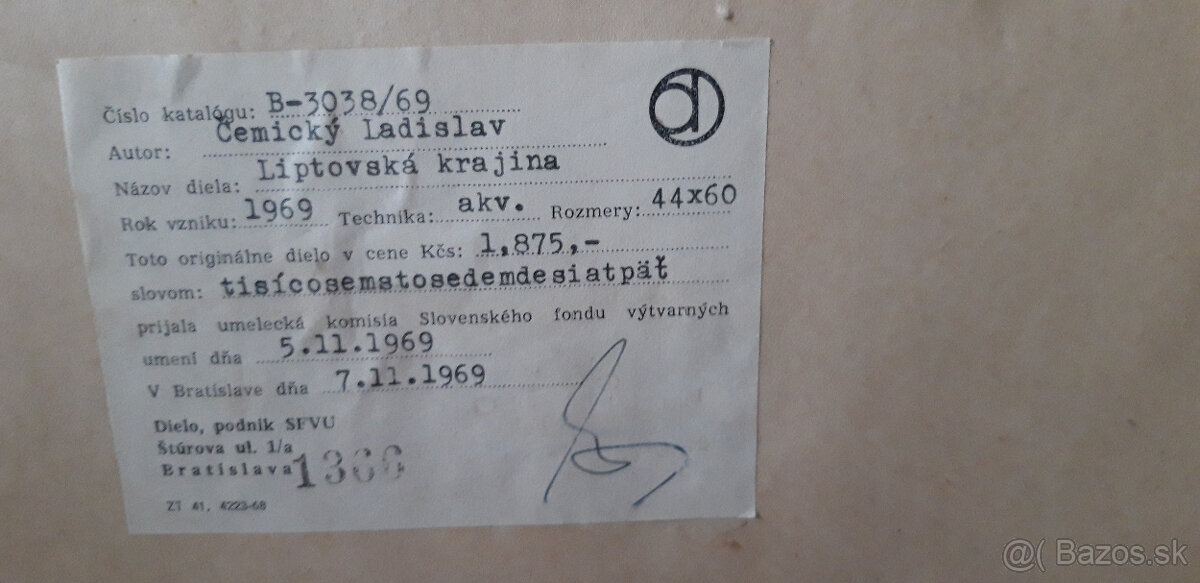 Číslo katalógu: B-3038/69
Autor: Čemický Ladislav
Názov diela: Liptovská krajina
Rok vzniku: 1969 Technika: akv. Rozmery: 44x60
Toto originálne dielo v cene Kčs: 1,875,-
slovom: tisícosemstosedemdesiatpäť
prijala umelecká komisia Slovenského fondu výtvarných
umení dňa 5.11.1969
V Bratislave dňa 7.11.1969
Dielo, podnik SFVU
Štúrova ul. 1/a
Bratislava 1366
ZT 41, 4223-68
@( Bazos.sk